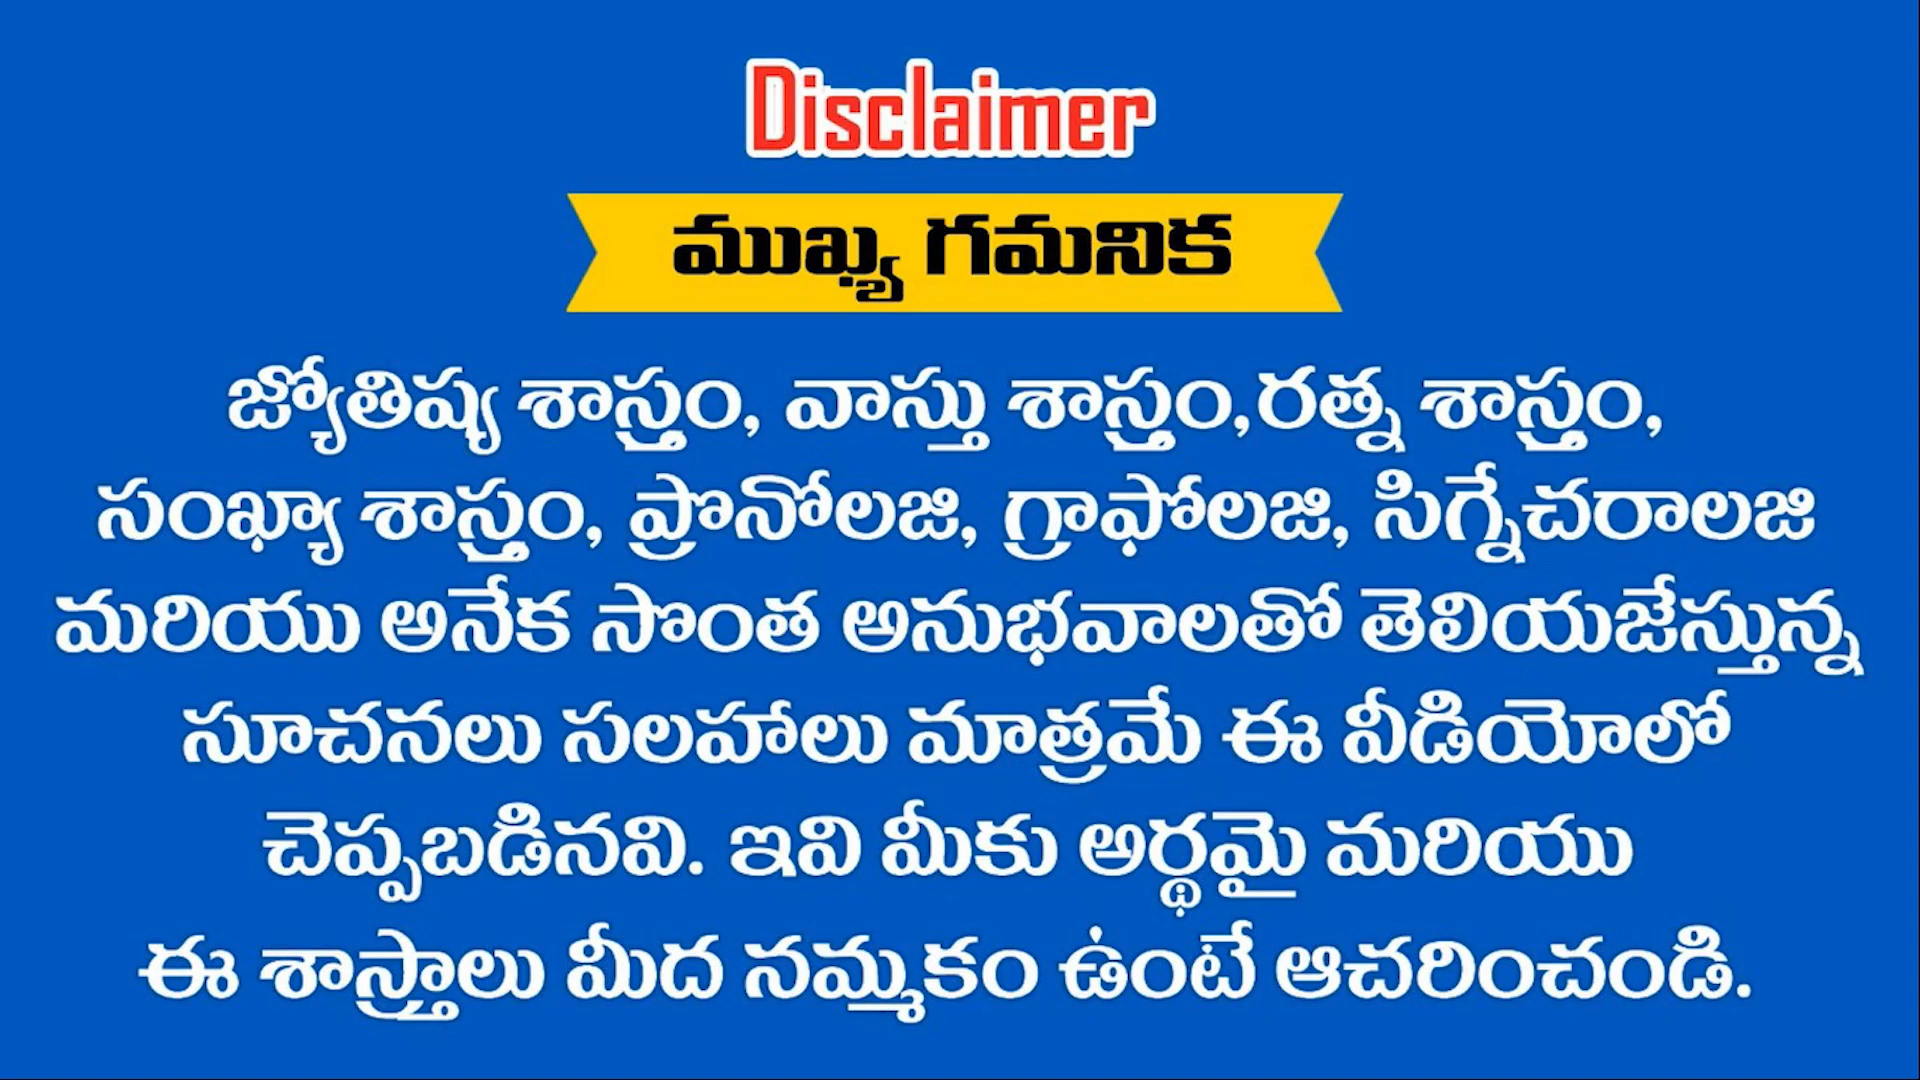 Disclaimer
ముఖ్య గమనిక
జ్యోతిష్య శాస్త్రం, వాస్తు శాస్త్రం,రత్న శాస్త్రం,
సంఖ్యా శాస్త్రం, ప్రొనోలజి, గ్రాఫోలజి, సిగ్నేచరాలజి
మరియు అనేక సొంత అనుభవాలతో తెలియజేస్తున్న
సూచనలు సలహాలు మాత్రమే ఈ వీడియోలో
చెప్పబడినవి. ఇవి మీకు అర్థమై మరియు
ఈ శాస్త్రాలు మీద నమ్మకం ఉంటే ఆచరించండి.